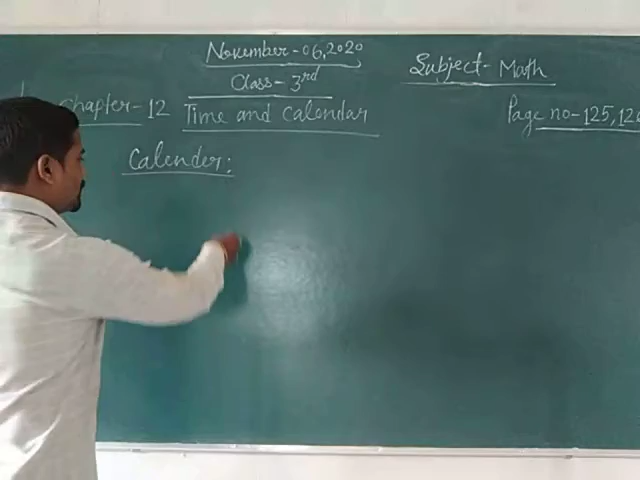 November-06,2020
Class-3rd
Subject- Math
Chapter-12 Time and Calendar
Page no-125,126
Calender: